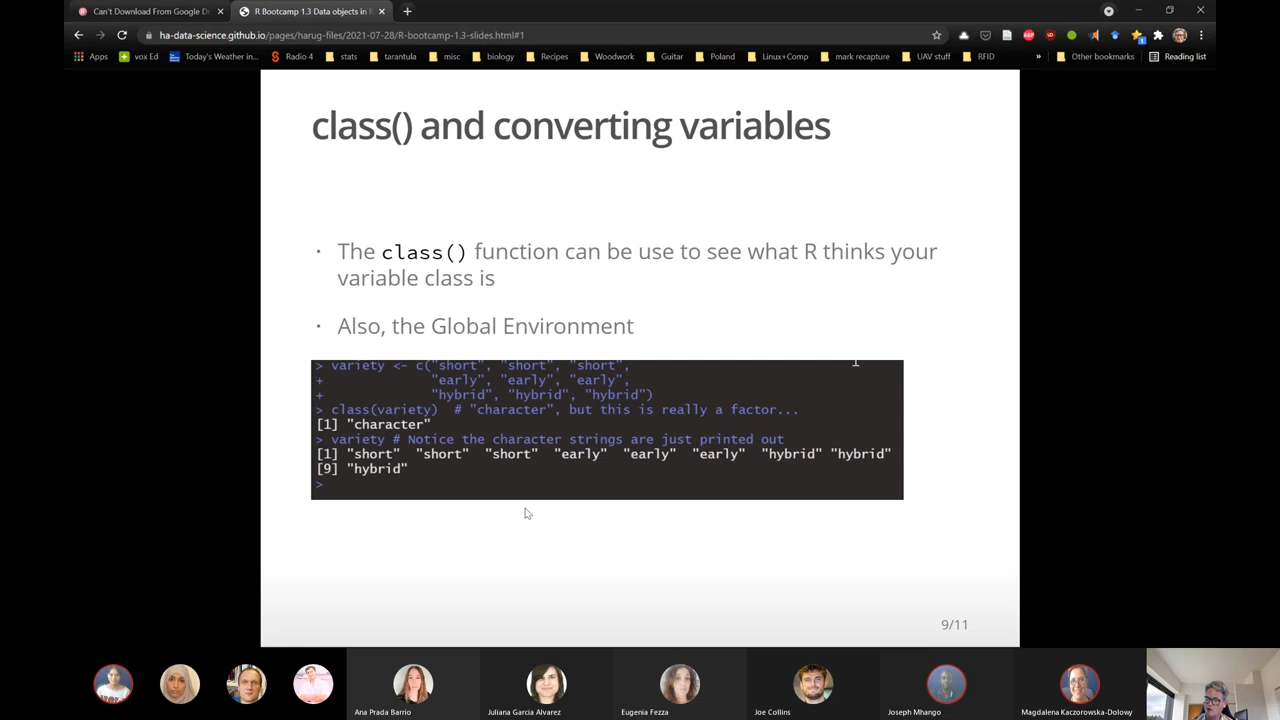 Can't Download From Google D
R Bootcamp 1.3 Data objects in R
ha-data-science.github.io/pages/harug-files/2021-07-28/R-bootcamp-1.3-slides.html#1
Apps vox Ed Today's Weather in... Radio 4 stats tarantula misc biology Recipes Woodwork Guitar Poland Linux+Comp mark recapture UAV stuff RFID » Other bookmarks Reading list
class() and converting variables
· The class() function can be use to see what R thinks your
variable class is
· Also, the Global Environment
> variety <- c("short", "short", "short",
+ "early", "early", "early",
+ "hybrid", "hybrid", "hybrid")
> class(variety) # "character", but this is really a factor...
[1] "character"
> variety # Notice the character strings are just printed out
[1] "short" "short" "short" "early" "early" "early" "hybrid" "hybrid"
[9] "hybrid"
>
9/11
Ana Prada Barrio Juliana Garcia Alvarez Eugenia Fezza Joe Collins Joseph Mhango Magdalena Kaczorowska-Dolowy